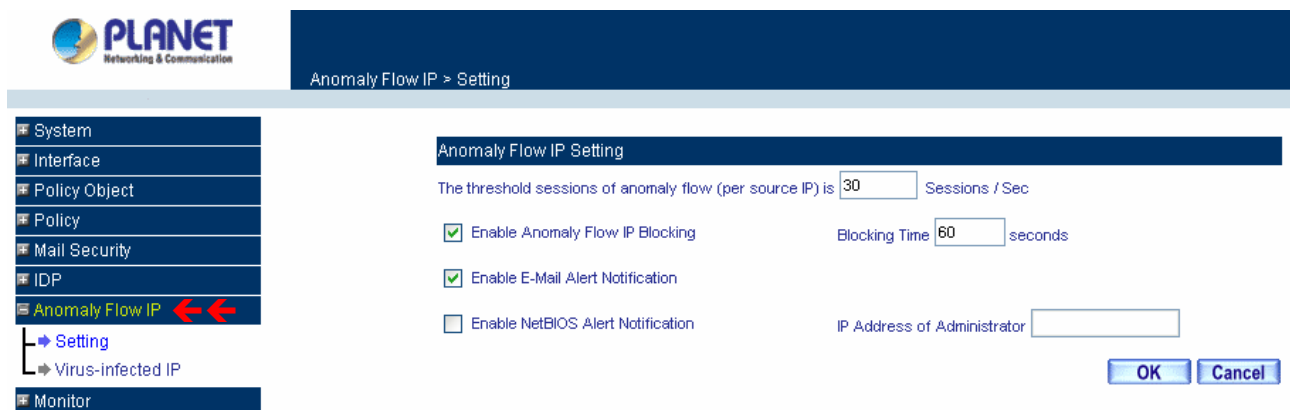 PLANET
Networking & Communication
Anomaly Flow IP > Setting
System
Interface
Policy Object
Policy
Mail Security
IDP
Anomaly Flow IP
Setting
Virus-infected IP
Monitor
Anomaly Flow IP Setting
The threshold sessions of anomaly flow (per source IP) is 30 Sessions / Sec
Enable Anomaly Flow IP Blocking Blocking Time 60 seconds
Enable E-Mail Alert Notification
Enable NetBIOS Alert Notification IP Address of Administrator
OK Cancel